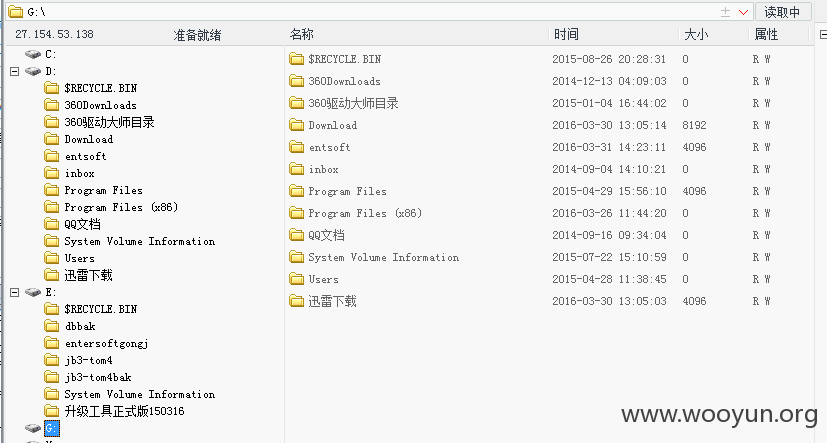 G:\ 读取中
27.154.53.138 准备就绪
名称 时间 大小 属性
C:
D:
$RECYCLE.BIN
360Downloads
360驱动大师目录
Download
entsoft
inbox
Program Files
Program Files (x86)
QQ文档
System Volume Information
Users
迅雷下载
E:
$RECYCLE.BIN
dbbak
entersoftgongj
jb3-tom4
jb3-tom4bak
System Volume Information
升级工具正式版150316
G:
$RECYCLE.BIN 2015-08-26 20:28:31 0 R W
360Downloads 2014-12-13 04:09:03 0 R W
360驱动大师目录 2015-01-04 16:44:02 0 R W
Download 2016-03-30 13:05:14 8192 R W
entsoft 2016-03-31 14:23:11 4096 R W
inbox 2014-09-04 14:10:21 0 R W
Program Files 2015-04-29 15:56:10 4096 R W
Program Files (x86) 2016-03-26 11:44:20 0 R W
QQ文档 2014-09-16 09:34:04 0 R W
System Volume Information 2015-07-22 15:10:59 0 R W
Users 2015-04-28 11:38:45 0 R W
迅雷下载 2016-03-30 13:05:03 4096 R W
www.wooyun.org